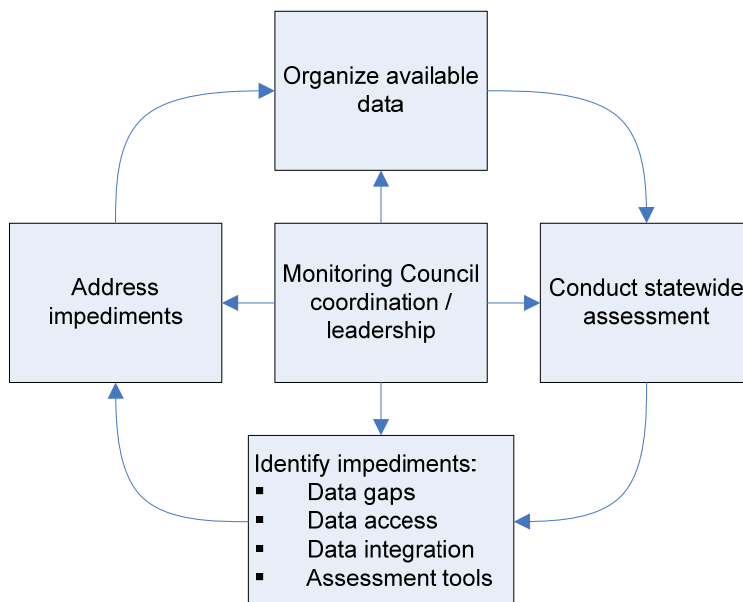 Organize available
data
Address
impediments
Monitoring Council
coordination /
leadership
Conduct statewide
assessment
Identify impediments:
▪ Data gaps
▪ Data access
▪ Data integration
▪ Assessment tools